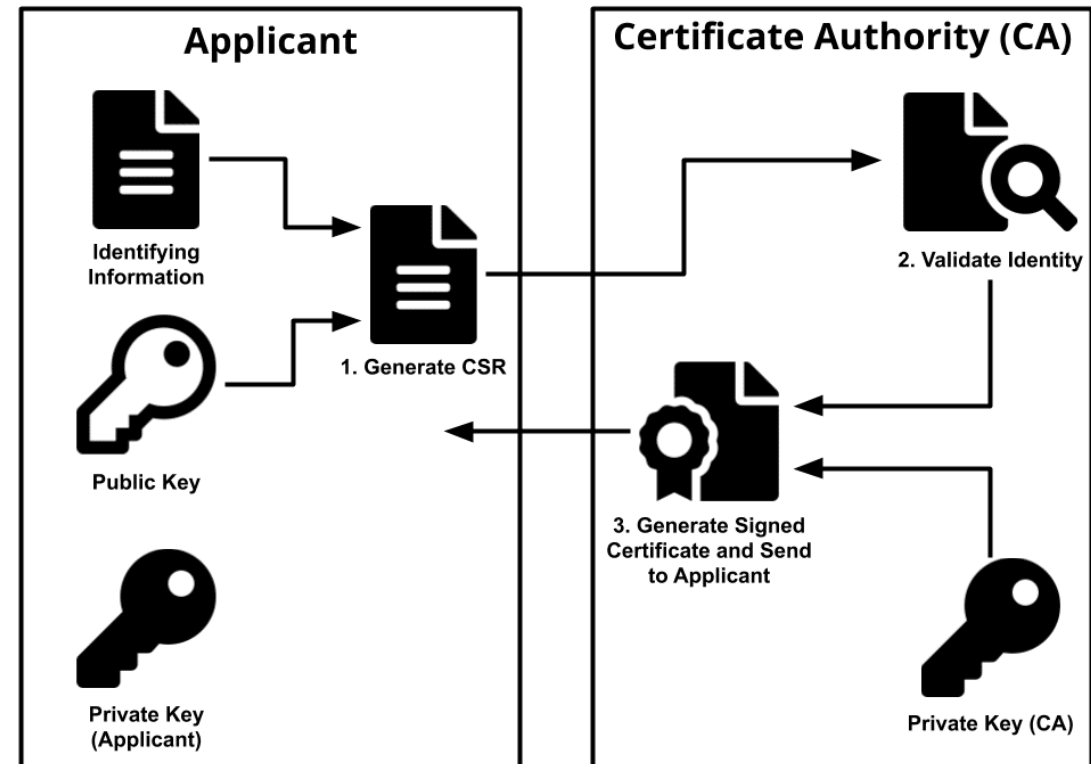 Applicant
Identifying
Information
1. Generate CSR
Public Key
Private Key
(Applicant)
Certificate Authority (CA)
2. Validate Identity
3. Generate Signed
Certificate and Send
to Applicant
Private Key (CA)